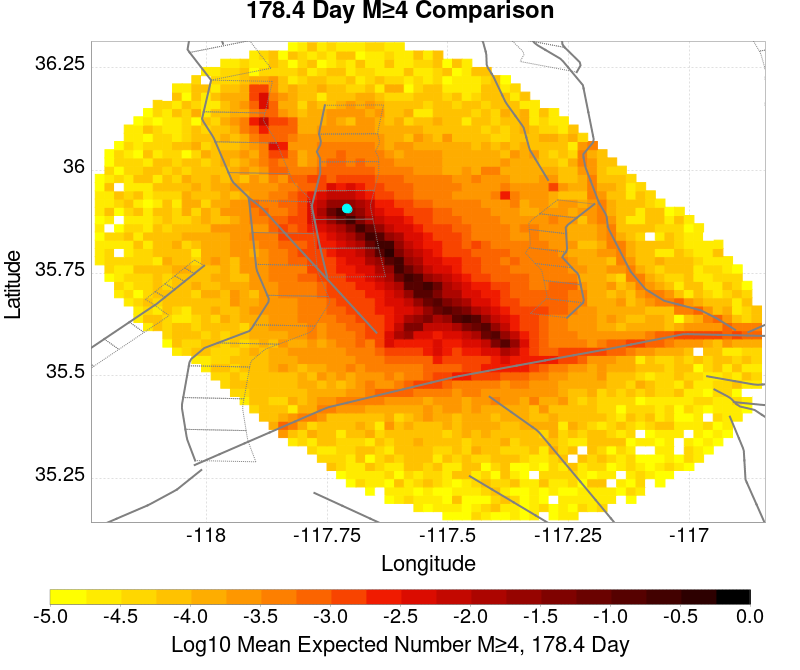 178.4 Day M≥4 Comparison
36.25
36
35.75
35.5
35.25
Latitude
-118 -117.75 -117.5 -117.25 -117
Longitude
-5.0 -4.5 -4.0 -3.5 -3.0 -2.5 -2.0 -1.5 -1.0 -0.5 0.0
Log10 Mean Expected Number M≥4, 178.4 Day